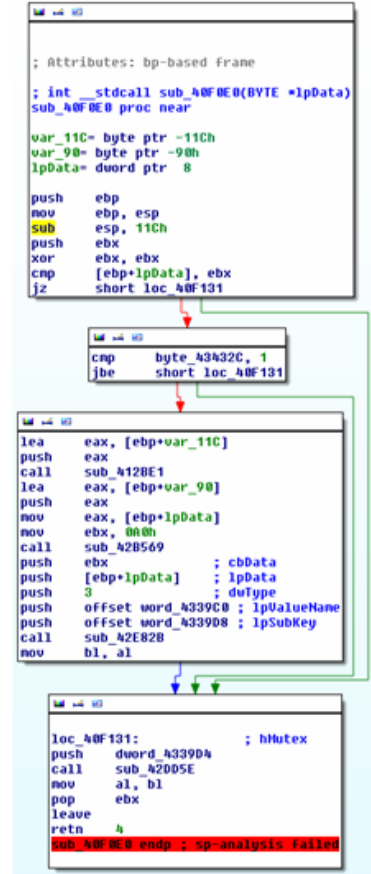 ; Attributes: bp-based frame
; int __stdcall sub_40F0E0(BYTE *lpData)
sub_40F0E0 proc near
var_11C= byte ptr -11Ch
var_90= byte ptr -90h
lpData= dword ptr  8
push    ebp
mov     ebp, esp
sub     esp, 11Ch
push    ebx
xor     ebx, ebx
cmp     [ebp+lpData], ebx
jz      short loc_40F131
cmp     byte_43432C, 1
jbe     short loc_40F131
lea     eax, [ebp+var_11C]
push    eax
call    sub_412BE1
lea     eax, [ebp+var_90]
push    eax
mov     eax, [ebp+lpData]
mov     ebx, 0A0h
call    sub_42B569
push    ebx             ; cbData
push    [ebp+lpData]    ; lpData
push    3               ; dwType
push    offset word_4339C0 ; lpValueName
push    offset word_4339D8 ; lpSubKey
call    sub_42E82B
mov     bl, al
loc_40F131:             ; hMutex
push    dword_4339D4
call    sub_42DD5E
mov     al, bl
pop     ebx
leave
retn    4
sub_40F0E0 endp ; sp-analysis failed